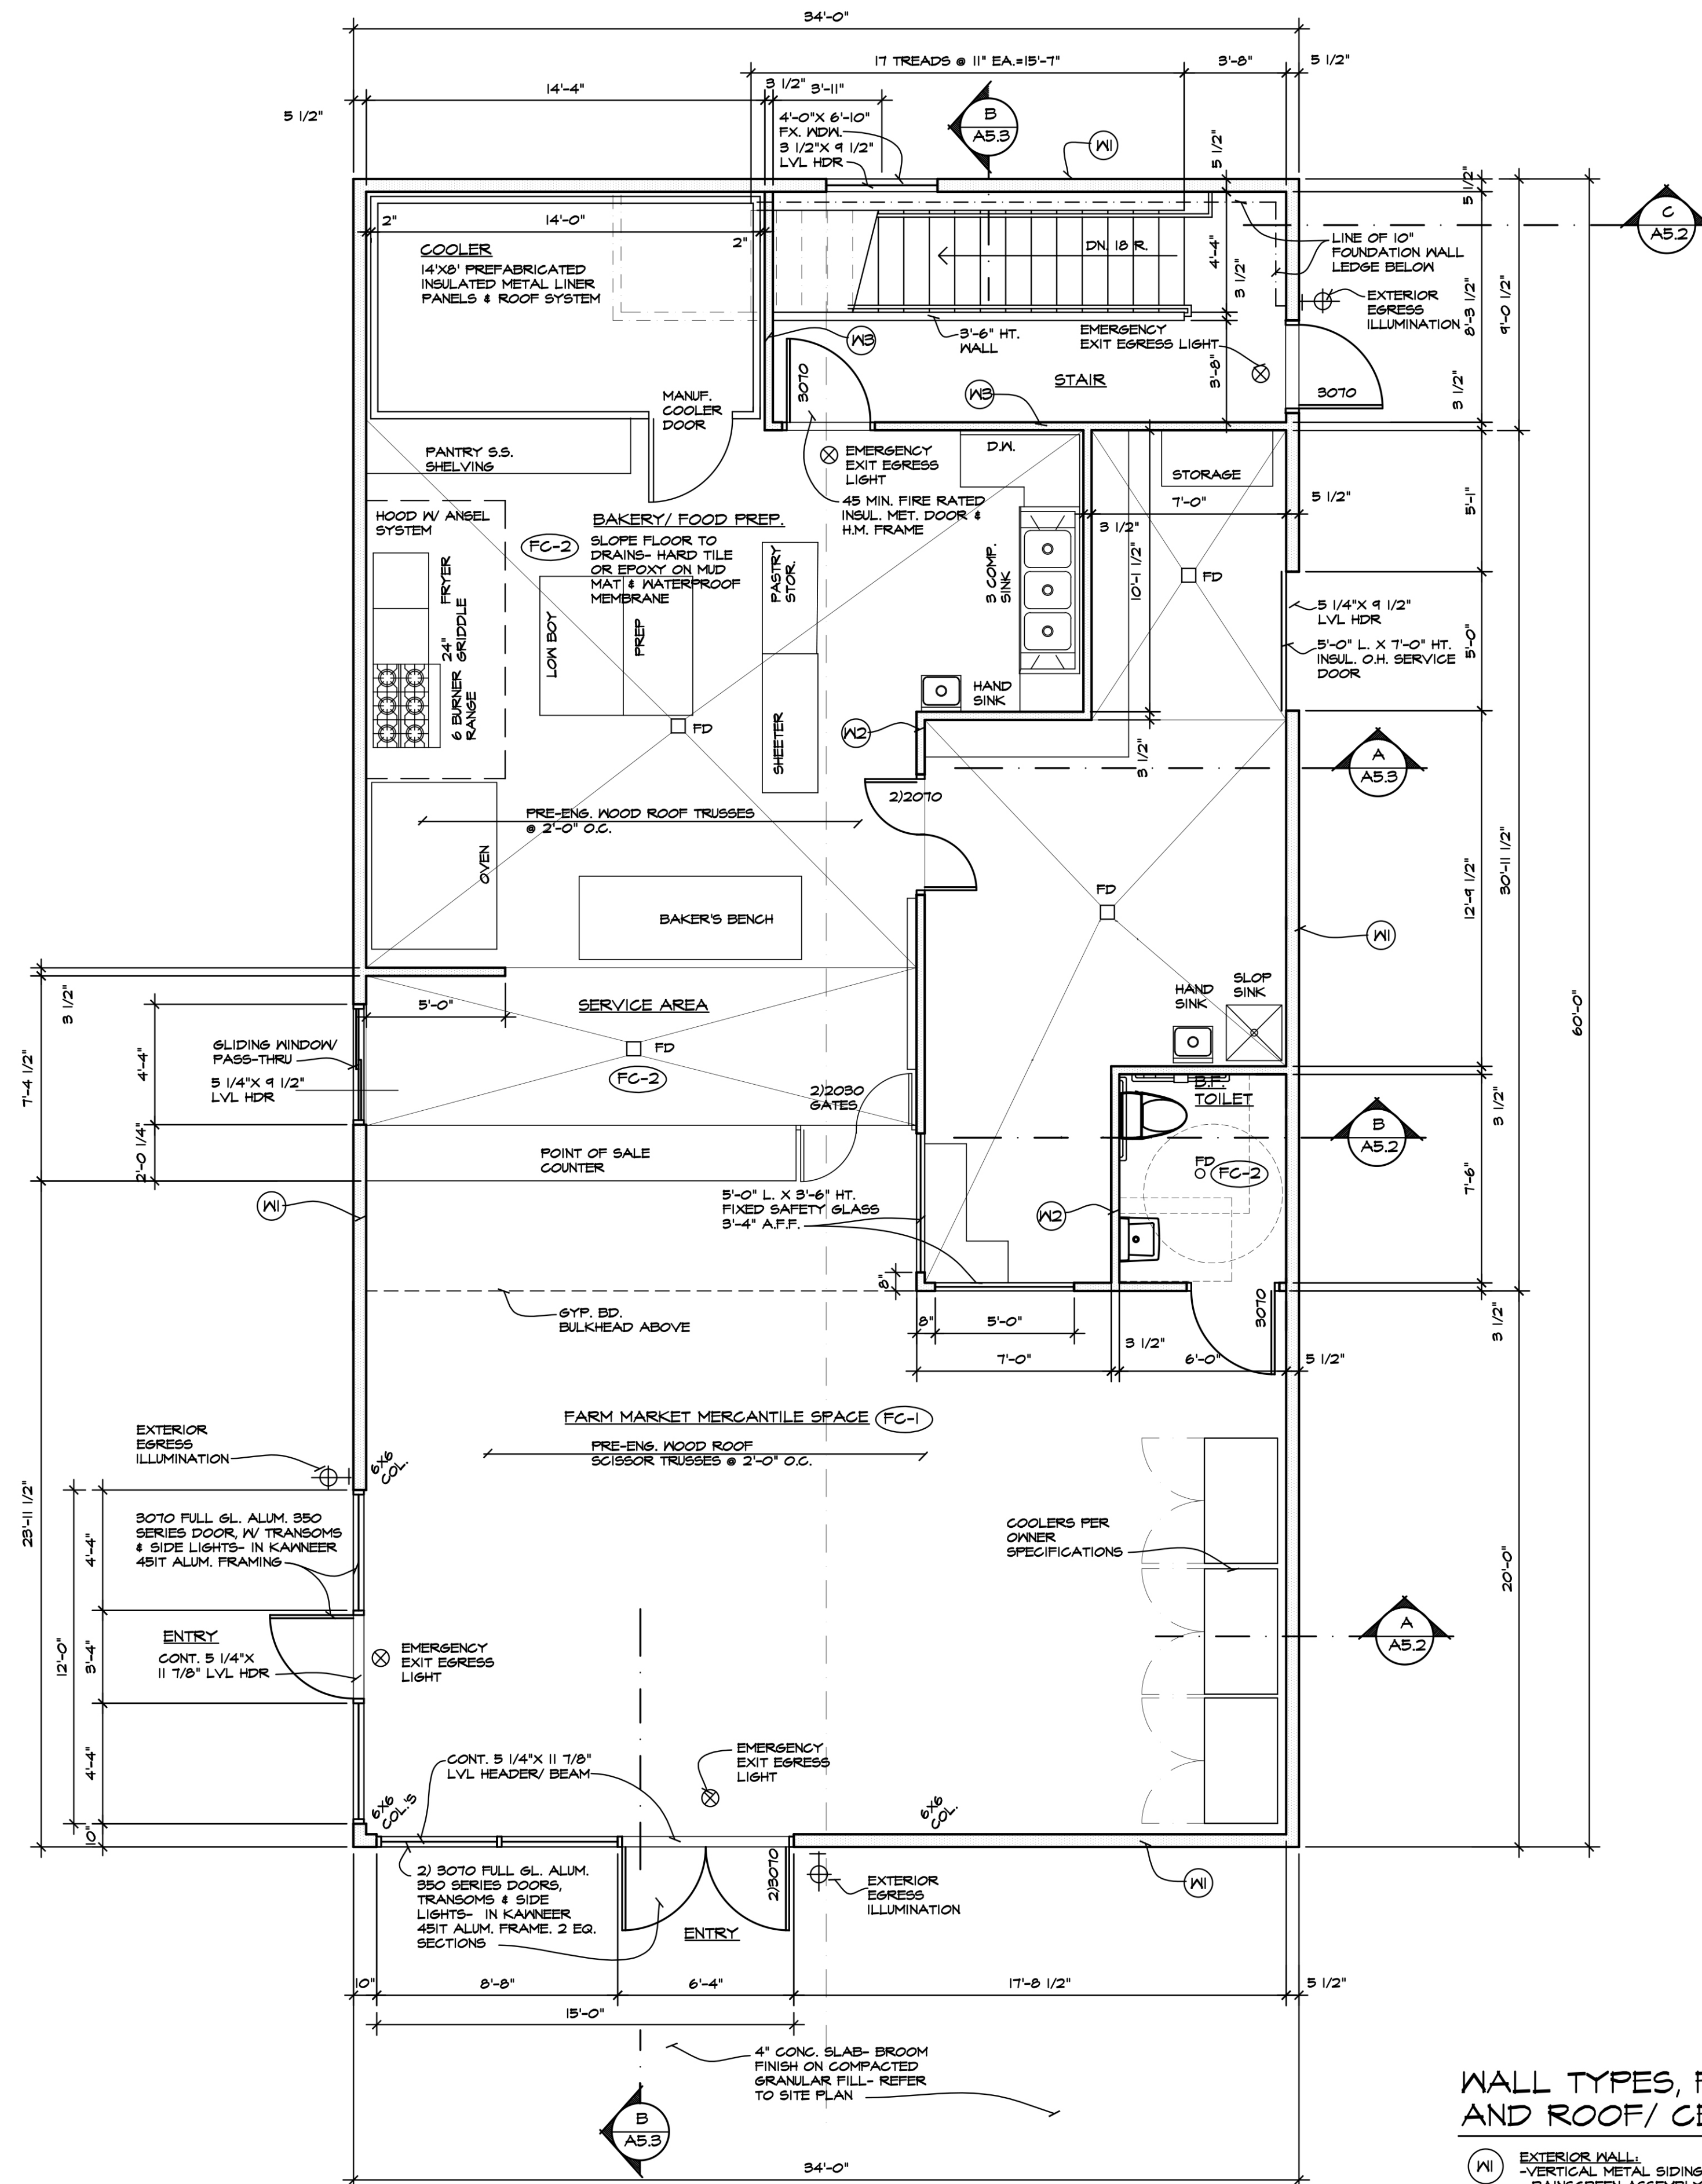 34'-0"
17 TREADS @ 11" EA.=15'-7"
3'-8"
5 1/2"
14'-4"
3 1/2"
3'-11"
5 1/2"
4'-0"X 6'-10"
FX. WDW.
3 1/2"X 9 1/2"
LVL HDR
B
A5.3
W1
5 1/2"
5 1/2"
C
A5.2
2"
14'-0"
2"
COOLER
14'X8' PREFABRICATED
INSULATED METAL LINER
PANELS & ROOF SYSTEM
DN. 18 R.
4'-4"
3 1/2"
LINE OF 10"
FOUNDATION WALL
LEDGE BELOW
EXTERIOR
EGRESS
ILLUMINATION
8'-3 1/2"
9'-0 1/2"
W3
3'-6" HT.
WALL
EMERGENCY
EXIT EGRESS LIGHT
3'-8"
STAIR
3070
3070
3 1/2"
W3
MANUF.
COOLER
DOOR
PANTRY S.S.
SHELVING
EMERGENCY
EXIT EGRESS
LIGHT
D.W.
STORAGE
7'-0"
5 1/2"
5'-1"
45 MIN. FIRE RATED
INSUL. MET. DOOR &
H.M. FRAME
HOOD W/ ANSEL
SYSTEM
BAKERY/ FOOD PREP.
FC-2
SLOPE FLOOR TO
DRAINS- HARD TILE
OR EPOXY ON MUD
MAT & WATERPROOF
MEMBRANE
3 1/2"
10'-1 1/2"
FD
FRYER
24"
GRIDDLE
6 BURNER
RANGE
LOW BOY
PREP
PASTRY
STOR.
SHEETER
3 COMP.
SINK
5 1/4"X 9 1/2"
LVL HDR
5'-0" L. X 7'-0" HT.
INSUL. O.H. SERVICE
DOOR
5'-0"
HAND
SINK
FD
W2
3 1/2"
A
A5.3
2)2070
PRE-ENG. WOOD ROOF TRUSSES
@ 2'-0" O.C.
OVEN
FD
12'-9 1/2"
30'-11 1/2"
BAKER'S BENCH
W1
60'-0"
3 1/2"
5'-0"
SERVICE AREA
HAND
SINK
SLOP
SINK
7'-4 1/2"
4'-4"
GLIDING WINDOW/
PASS-THRU
5 1/4"X 9 1/2"
LVL HDR
FD
FC-2
2)2030
GATES
B.F.
TOILET
3 1/2"
B
A5.2
2'-0 1/4"
POINT OF SALE
COUNTER
FD
FC-2
7'-6"
W1
5'-0" L. X 3'-6" HT.
FIXED SAFETY GLASS
3'-4" A.F.F.
W2
8"
GYP. BD.
BULKHEAD ABOVE
8"
5'-0"
3 1/2"
3070
3 1/2"
7'-0"
6'-0"
5 1/2"
FARM MARKET MERCANTILE SPACE
FC-1
PRE-ENG. WOOD ROOF
SCISSOR TRUSSES @ 2'-0" O.C.
EXTERIOR
EGRESS
ILLUMINATION
6X6
COL.
23'-11 1/2"
3070 FULL GL. ALUM. 350
SERIES DOOR, W/ TRANSOMS
& SIDE LIGHTS- IN KAWNEER
451T ALUM. FRAMING
4'-4"
COOLERS PER
OWNER
SPECIFICATIONS
20'-0"
12'-0"
3'-4"
ENTRY
CONT. 5 1/4"X
11 7/8" LVL HDR
EMERGENCY
EXIT EGRESS
LIGHT
A
A5.2
4'-4"
CONT. 5 1/4"X 11 7/8"
LVL HEADER/ BEAM
EMERGENCY
EXIT EGRESS
LIGHT
10"
6X6
COL.'S
6X6
COL.
2) 3070 FULL GL. ALUM.
350 SERIES DOORS,
TRANSOMS & SIDE
LIGHTS- IN KAWNEER
451T ALUM. FRAME. 2 EQ.
SECTIONS
2)3070
EXTERIOR
EGRESS
ILLUMINATION
W1
ENTRY
10"
8'-8"
6'-4"
17'-8 1/2"
5 1/2"
15'-0"
4" CONC. SLAB- BROOM
FINISH ON COMPACTED
GRANULAR FILL- REFER
TO SITE PLAN
B
A5.3
34'-0"
WALL TYPES, F
AND ROOF/ CE
W1
EXTERIOR WALL:
-VERTICAL METAL SIDING